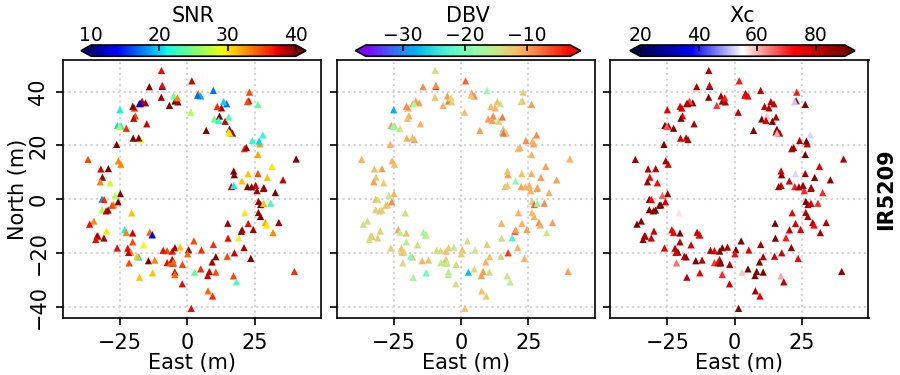 SNR DBV Xc
10 20 30 40 −30 −20 −10 20 40 60 80
North (m)
40
20
0
−20
−40
IR5209
−25 0 25 −25 0 25 −25 0 25
East (m) East (m) East (m)